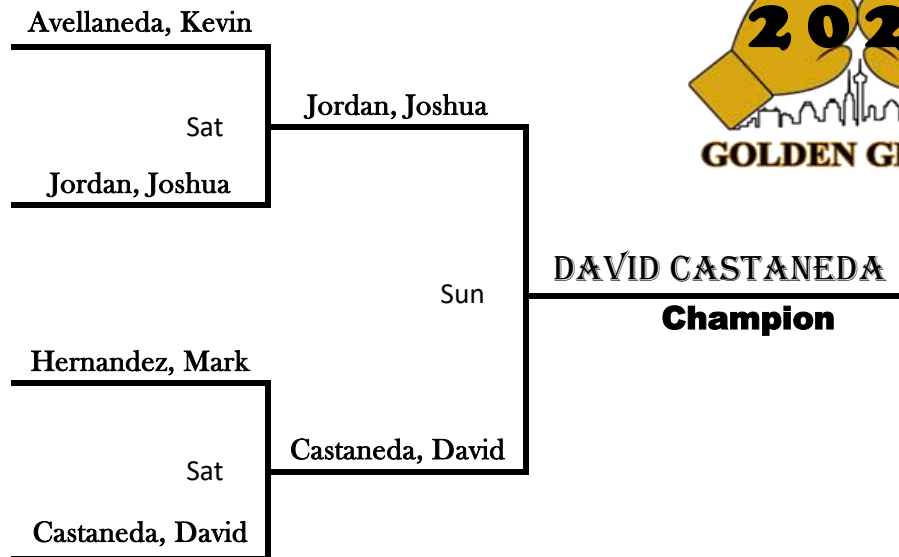 Avellaneda, Kevin
Sat
Jordan, Joshua
Jordan, Joshua
Hernandez, Mark
Sat
Castaneda, David
Castaneda, David
Sun
DAVID CASTANEDA
Champion
GOLDEN